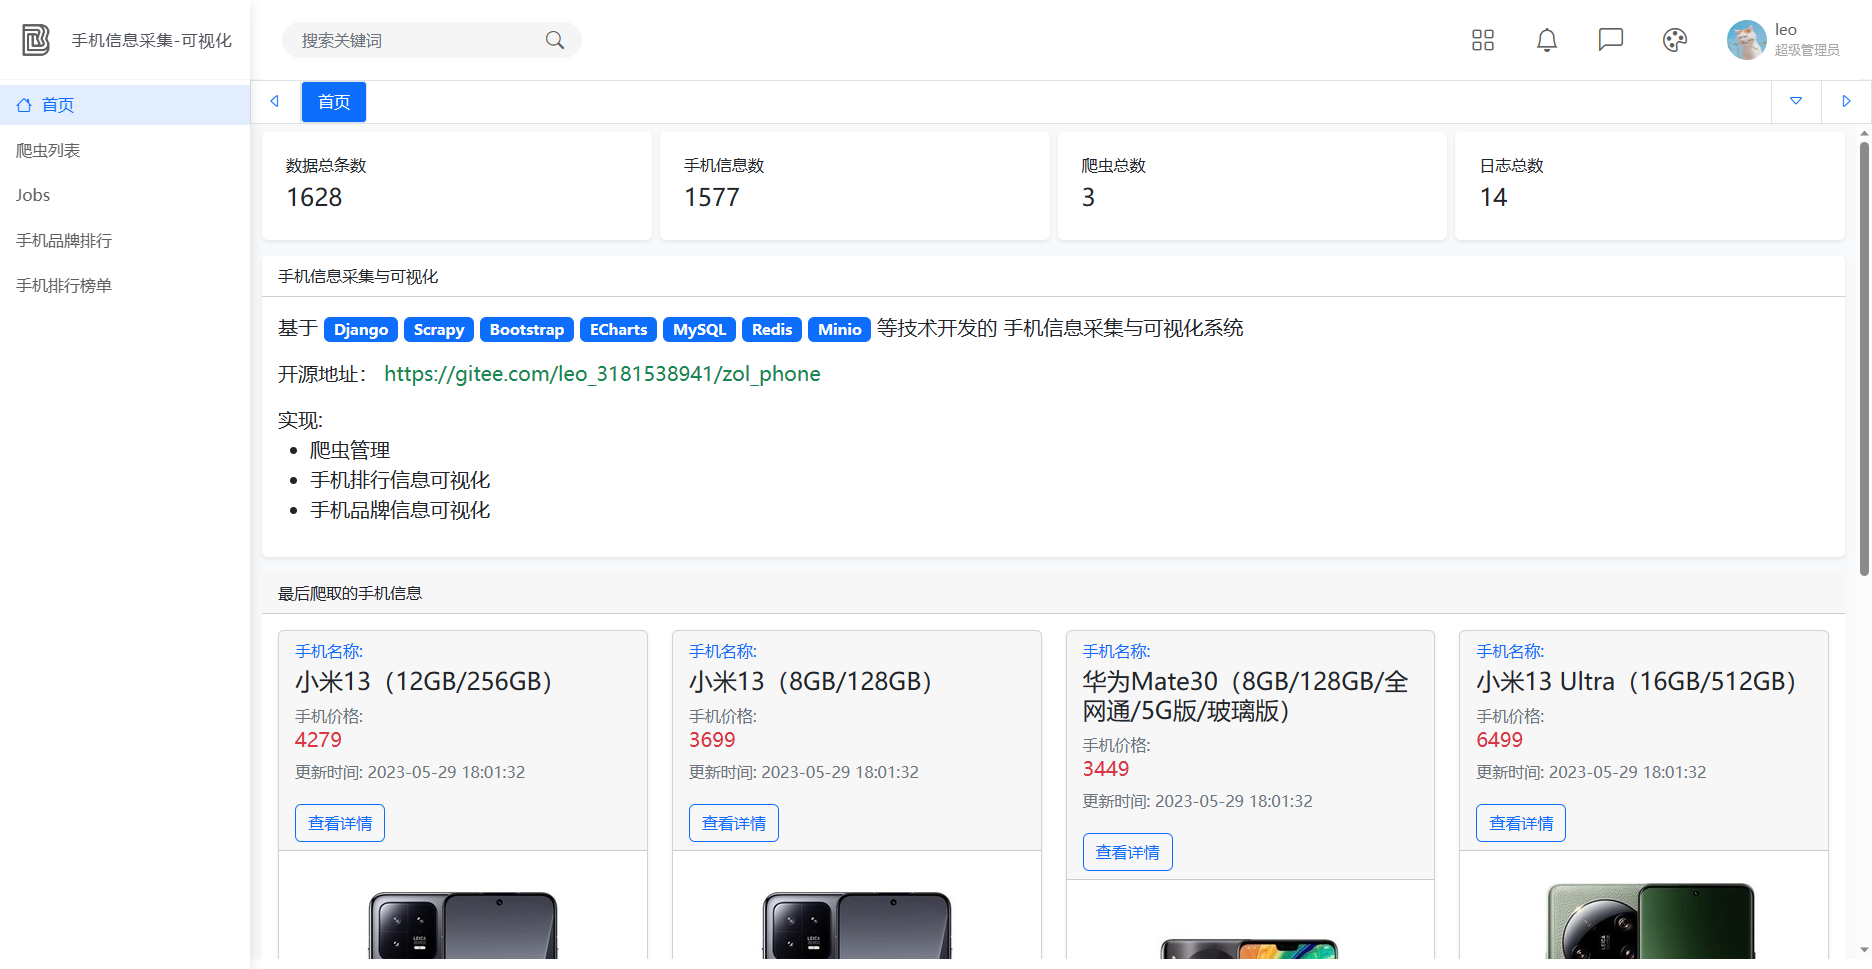 手机信息采集-可视化
搜索关键词
leo
超级管理员
首页
爬虫列表
Jobs
手机品牌排行
手机排行榜单
首页
数据总条数
1628
手机信息数
1577
爬虫总数
3
日志总数
14
手机信息采集与可视化
基于 Django Scrapy Bootstrap ECharts MySQL Redis Minio 等技术开发的 手机信息采集与可视化系统
开源地址： https://gitee.com/leo_3181538941/zol_phone
实现:
爬虫管理
手机排行信息可视化
手机品牌信息可视化
最后爬取的手机信息
手机名称:
小米13（12GB/256GB）
手机价格:
4279
更新时间: 2023-05-29 18:01:32
查看详情
手机名称:
小米13（8GB/128GB）
手机价格:
3699
更新时间: 2023-05-29 18:01:32
查看详情
手机名称:
华为Mate30（8GB/128GB/全
网通/5G版/玻璃版）
手机价格:
3449
更新时间: 2023-05-29 18:01:32
查看详情
手机名称:
小米13 Ultra（16GB/512GB）
手机价格:
6499
更新时间: 2023-05-29 18:01:32
查看详情
LEICA
LEICA
LEICA